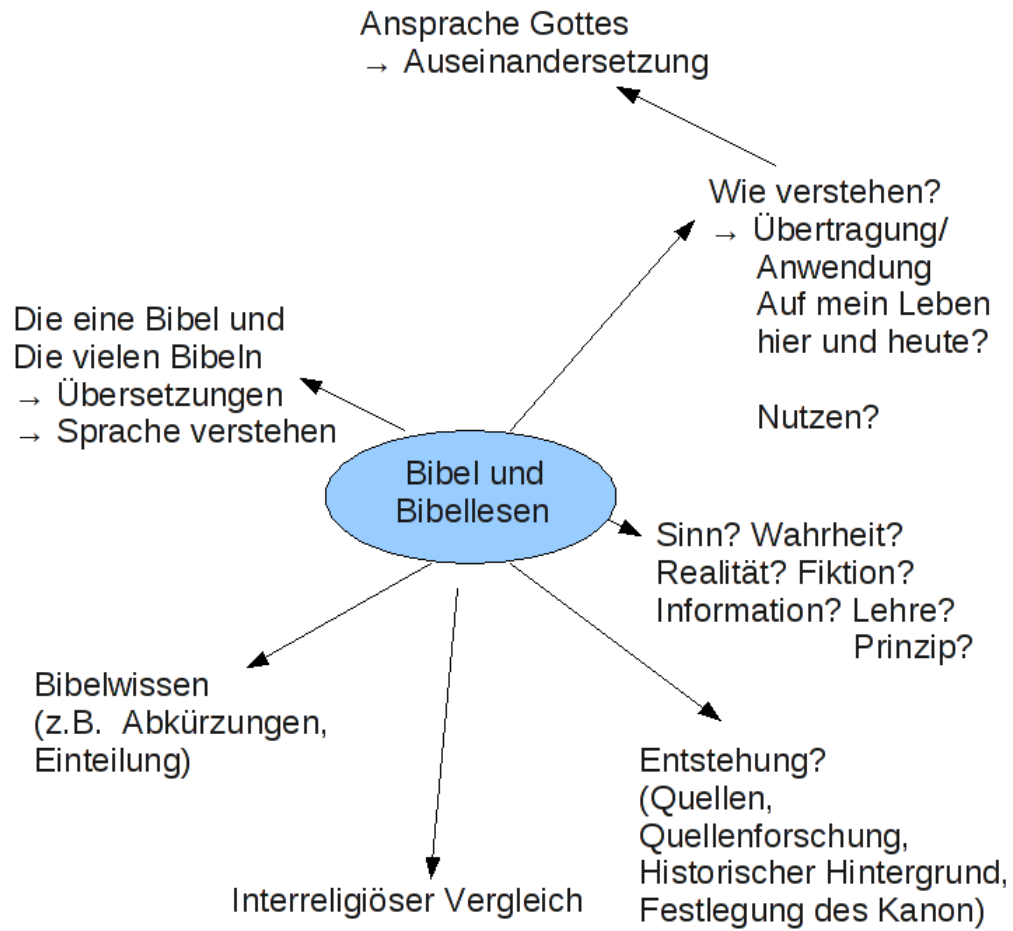 Ansprache Gottes
→ Auseinandersetzung
Wie verstehen?
→ Übertragung/
Anwendung
Auf mein Leben
hier und heute?
Nutzen?
Die eine Bibel und
Die vielen Bibeln
→ Übersetzungen
→ Sprache verstehen
Bibel und
Bibellesen
Sinn? Wahrheit?
Realität? Fiktion?
Information? Lehre?
Prinzip?
Bibelwissen
(z.B. Abkürzungen,
Einteilung)
Entstehung?
(Quellen,
Quellenforschung,
Historischer Hintergrund,
Festlegung des Kanon)
Interreligiöser Vergleich